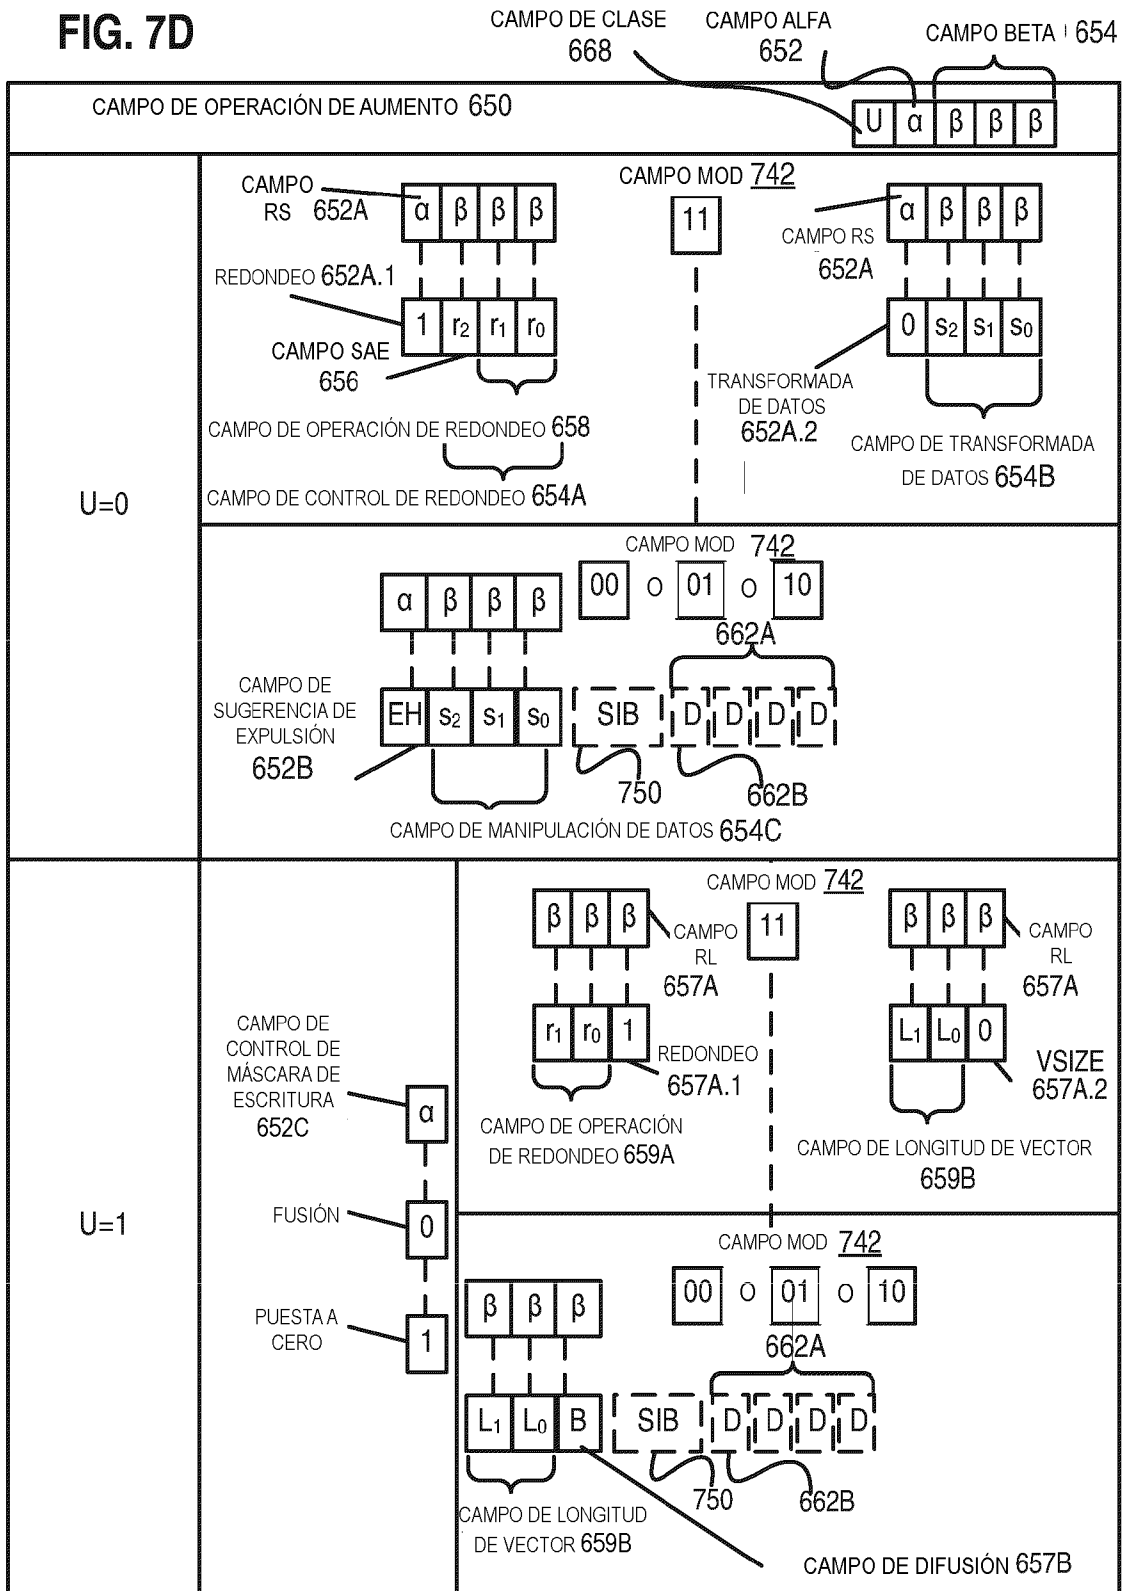 FIG. 7D
CAMPO DE CLASE
668
CAMPO ALFA
652
CAMPO BETA 654
CAMPO DE OPERACIÓN DE AUMENTO 650
U α β β β
U=0
CAMPO
RS 652A
α β β β
REDONDEO 652A.1
1 r2 r1 r0
CAMPO SAE
656
CAMPO DE OPERACIÓN DE REDONDEO 658
CAMPO DE CONTROL DE REDONDEO 654A
CAMPO MOD 742
11
α β β β
CAMPO RS
652A
0 s2 s1 s0
TRANSFORMADA
DE DATOS
652A.2
CAMPO DE TRANSFORMADA
DE DATOS 654B
CAMPO MOD 742
00 O 01 O 10
α β β β
662A
CAMPO DE
SUGERENCIA DE
EXPULSIÓN
652B
EH s2 s1 s0 SIB D D D D
750
662B
CAMPO DE MANIPULACIÓN DE DATOS 654C
U=1
CAMPO DE
CONTROL DE
MÁSCARA DE
ESCRITURA
652C
α
FUSIÓN
0
PUESTA A
CERO
1
CAMPO MOD 742
11
β β β
CAMPO
RL
657A
r1 r0 1
REDONDEO
657A.1
CAMPO DE OPERACIÓN
DE REDONDEO 659A
β β β
CAMPO
RL
657A
L1 L0 0
VSIZE
657A.2
CAMPO DE LONGITUD DE VECTOR
659B
CAMPO MOD 742
00 O 01 O 10
β β β
662A
L1 L0 B SIB D D D D
750
662B
CAMPO DE LONGITUD
DE VECTOR 659B
CAMPO DE DIFUSIÓN 657B